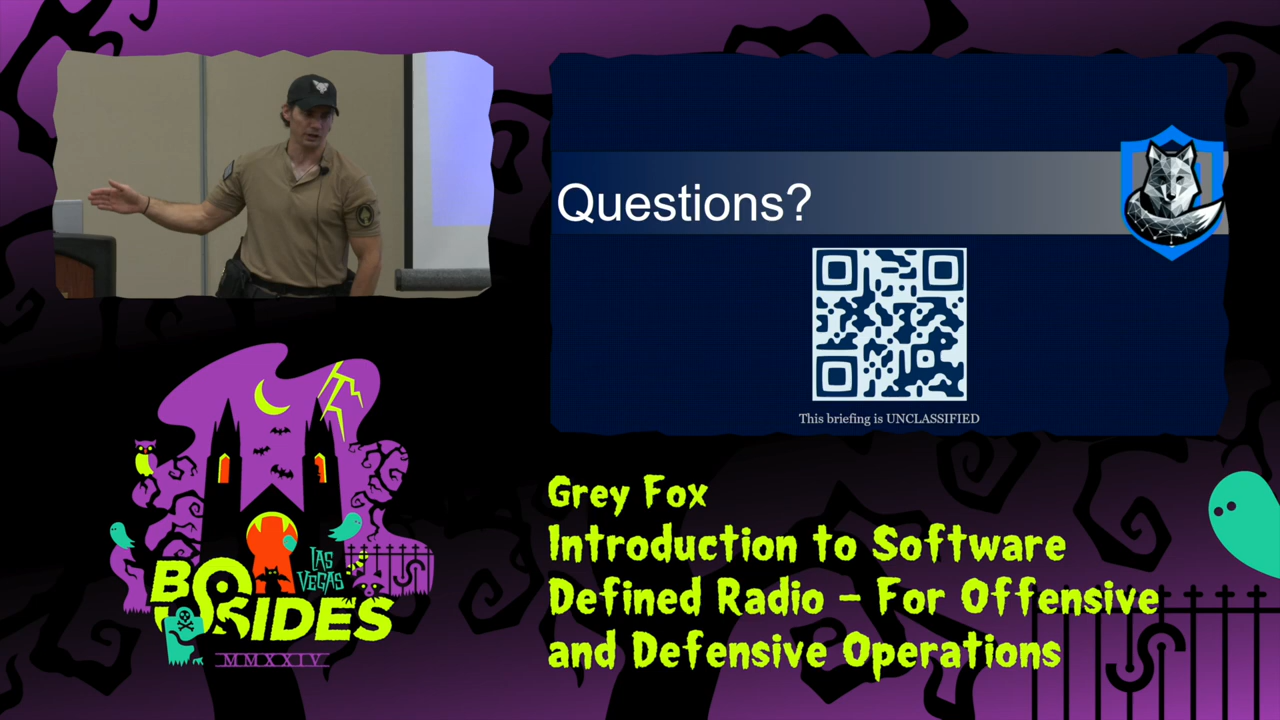 Questions?
This briefing is UNCLASSIFIED
LAS
VEGAS
BSIDES
MMXXIV
Grey Fox
Introduction to Software
Defined Radio – For Offensive
and Defensive Operations